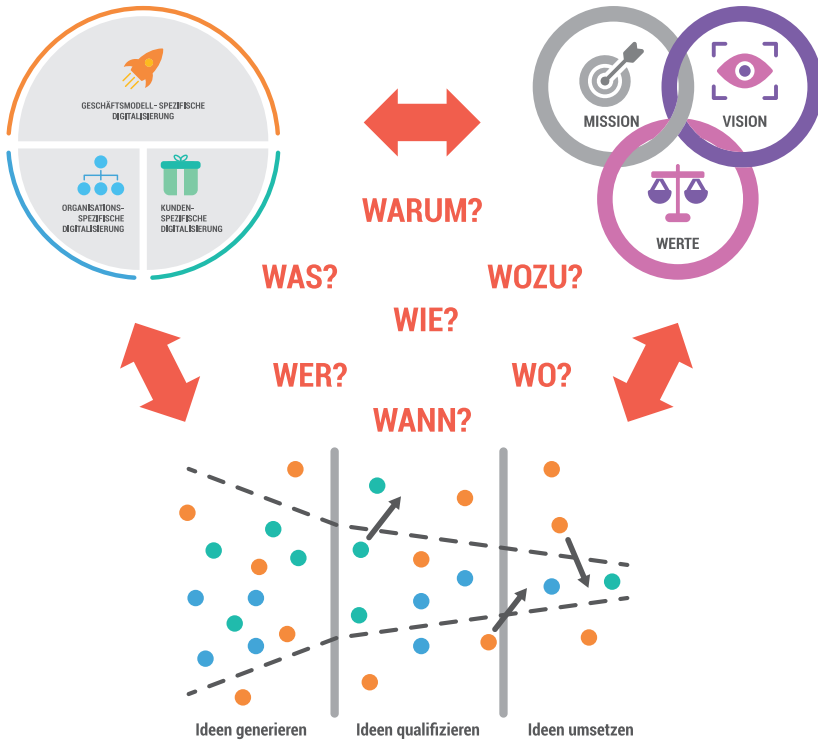 GESCHÄFTSMODELL- SPEZIFISCHE
DIGITALISIERUNG
ORGANISATIONS-
SPEZIFISCHE
DIGITALISIERUNG
KUNDEN-
SPEZIFISCHE
DIGITALISIERUNG
MISSION
VISION
WERTE
WARUM?
WAS?
WOZU?
WIE?
WER?
WO?
WANN?
Ideen generieren
Ideen qualifizieren
Ideen umsetzen